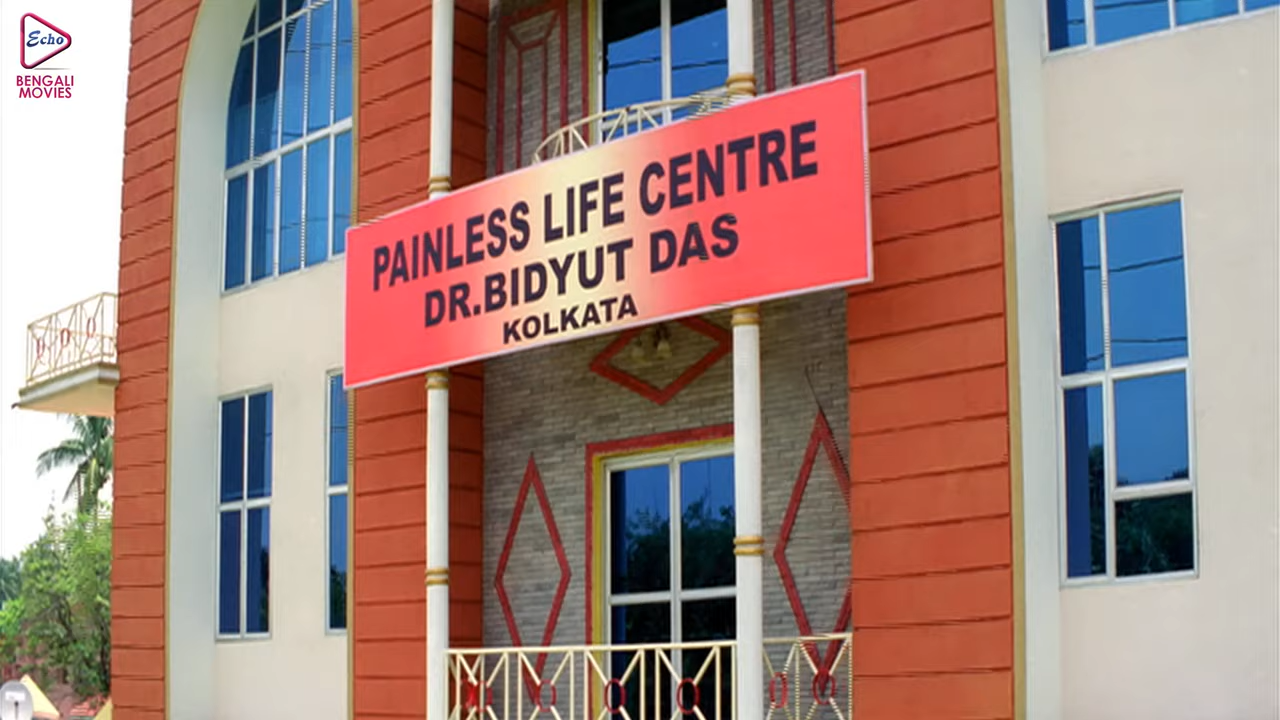 Echo
BENGALI
MOVIES
PAINLESS LIFE CENTRE
DR.BIDYUT DAS
KOLKATA